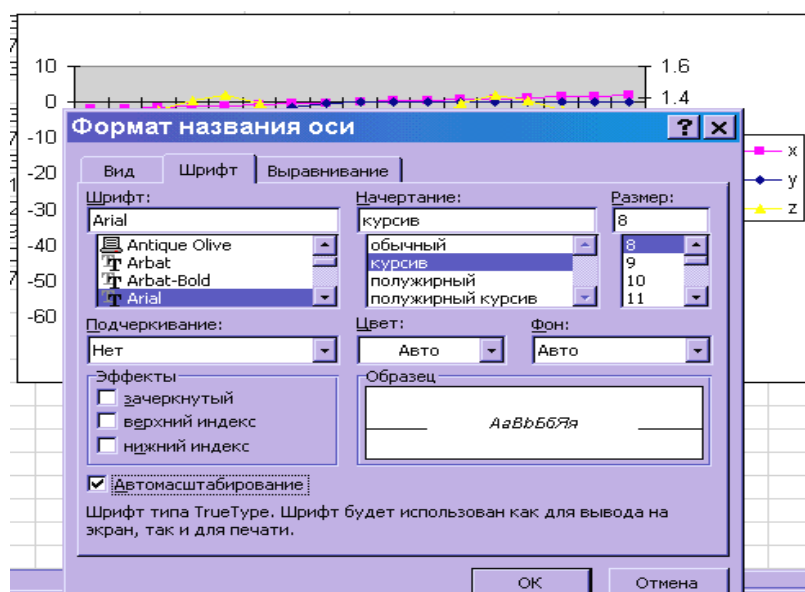 10
1.6
0
1.4
Формат названия оси
-10
x
Вид Шрифт Выравнивание
-20
y
Шрифт: Начертание: Размер:
z
Arial курсив 8
-30
Antique Olive обычный 8
-40
Arbat курсив 9
Arbat-Bold полужирный 10
-50
Arial полужирный курсив 11
-60
Подчеркивание: Цвет: Фон:
Нет Авто Авто
Эффекты Образец
зачеркнутый
верхний индекс
АаBbБбЯя
нижний индекс
Автомасштабирование
Шрифт типа TrueType. Шрифт будет использован как для вывода на
экран, так и для печати.
ОК Отмена